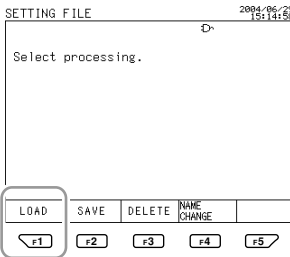 SETTING FILE
2004/06/2
15:14:5
Select processing.
LOAD SAVE DELETE NAME CHANGE
F1 F2 F3 F4 F5